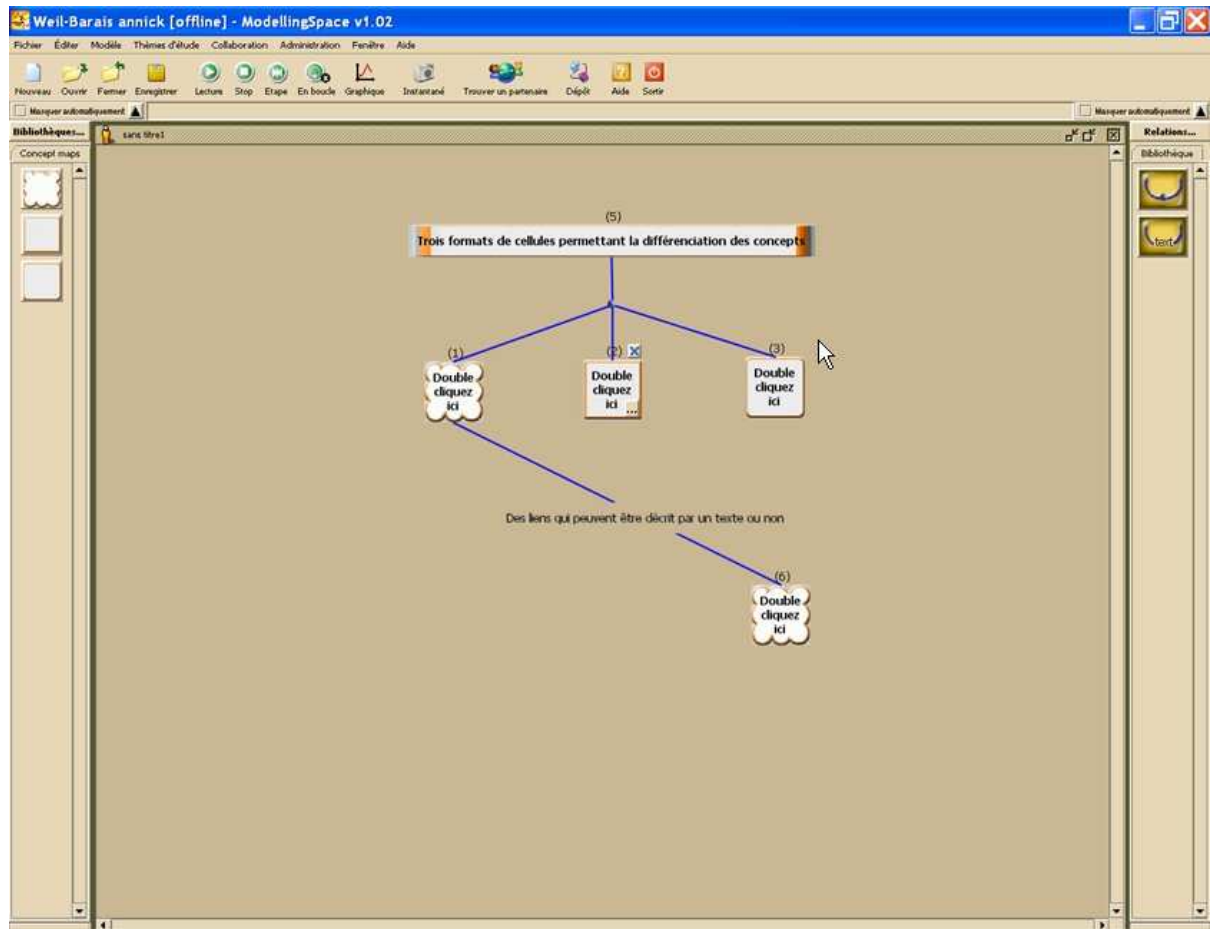 Weil-Barais annick [offline] - ModellingSpace v1.02
Fichier Éditer Modèle Thèmes d'étude Collaboration Administration Fenêtre Aide
Nouveau Ouvrir Fermer Enregistrer Lecture Stop Etape En boucle Graphique Instantané Trouver un partenaire Dépôt Aide Sortir
Masquer automatiquement Masquer automatiquement
Bibliothèques... sans titre1 Relations...
Concept maps Bibliothèque
(5)
Trois formats de cellules permettant la différenciation des concepts
text
(1) (2) (3)
Double cliquez ici
Double cliquez ici ...
Double cliquez ici
Des liens qui peuvent être décrit par un texte ou non
(6)
Double
cliquez
ici